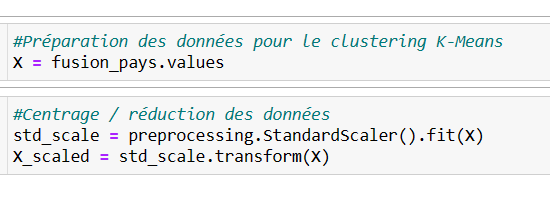 #Préparation des données pour le clustering K-Means
X = fusion_pays.values
#Centrage / réduction des données
std_scale = preprocessing.StandardScaler().fit(X)
X_scaled = std_scale.transform(X)